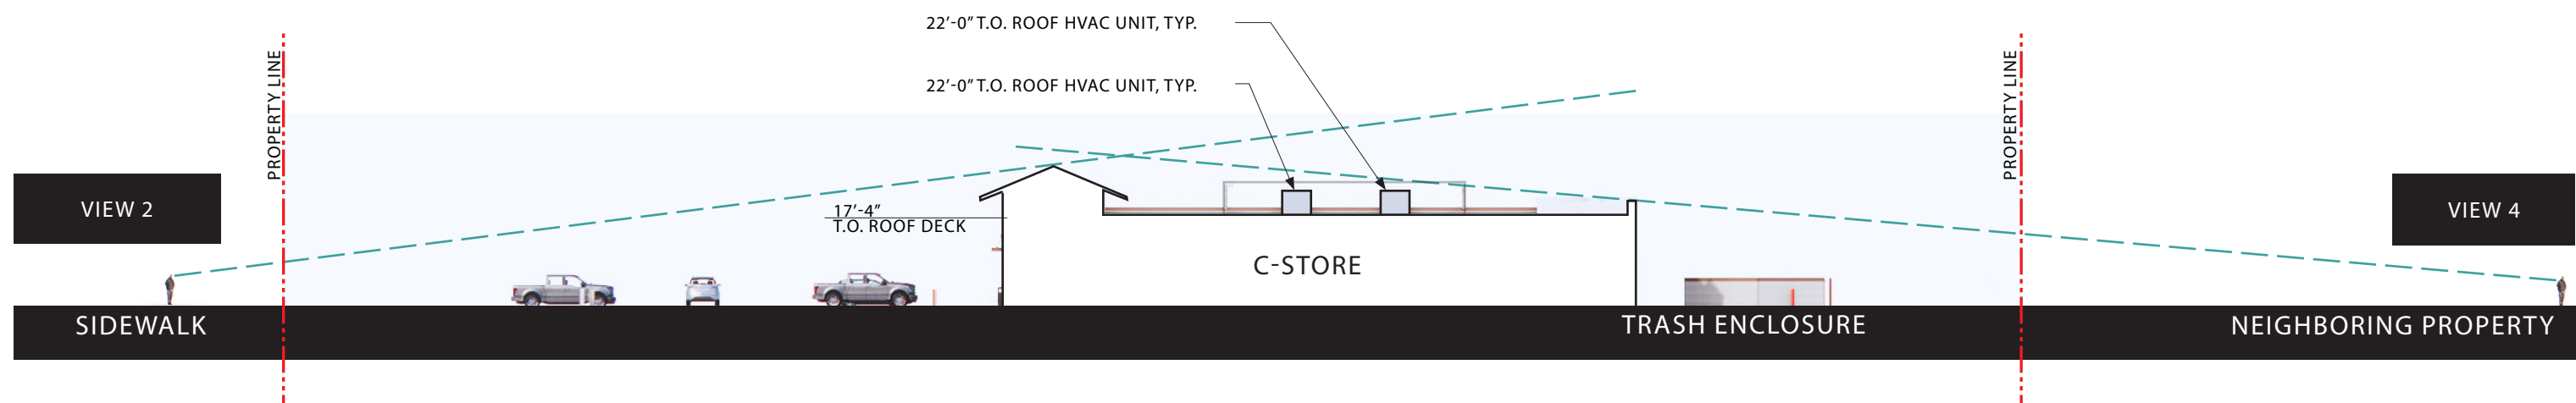 22’-0” T.O. ROOF HVAC UNIT, TYP.
22’-0” T.O. ROOF HVAC UNIT, TYP.
PROPERTY LINE
PROPERTY LINE
VIEW 2
VIEW 4
17’-4”
T.O. ROOF DECK
C-STORE
SIDEWALK
TRASH ENCLOSURE
NEIGHBORING PROPERTY